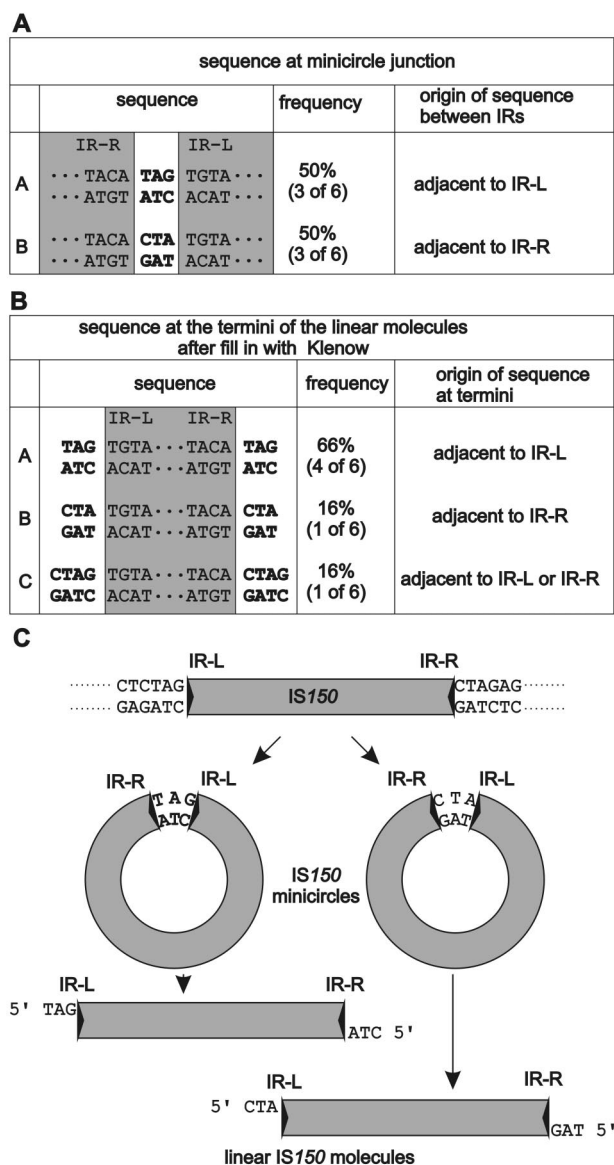 A
sequence at minicircle junction
sequence frequency origin of sequence
between IRs
IR-R IR-L
A ···TACA TAG TGTA··· 50% adjacent to IR-L
···ATGT ATC ACAT··· (3 of 6)
B ···TACA CTA TGTA··· 50% adjacent to IR-R
···ATGT GAT ACAT··· (3 of 6)
B
sequence at the termini of the linear molecules
after fill in with Klenow
sequence frequency origin of sequence
at termini
IR-L IR-R
A TAG TGTA···TACA TAG 66% adjacent to IR-L
ATC ACAT···ATGT ATC (4 of 6)
B CTA TGTA···TACA CTA 16% adjacent to IR-R
GAT ACAT···ATGT GAT (1 of 6)
C CTAG TGTA···TACA CTAG 16% adjacent to IR-L or IR-R
GATC ACAT···ATGT GATC (1 of 6)
C
IR-L IR-R
········CTCTAG IS150 CTAGAG········
········GAGATC GATCTC········
IR-R IR-L IR-R IR-L
TAG CTA
ATC GAT
IS150
minicircles
IR-L IR-R
5' TAG
ATC 5'
IR-L IR-R
5' CTA
GAT 5'
linear IS150 molecules